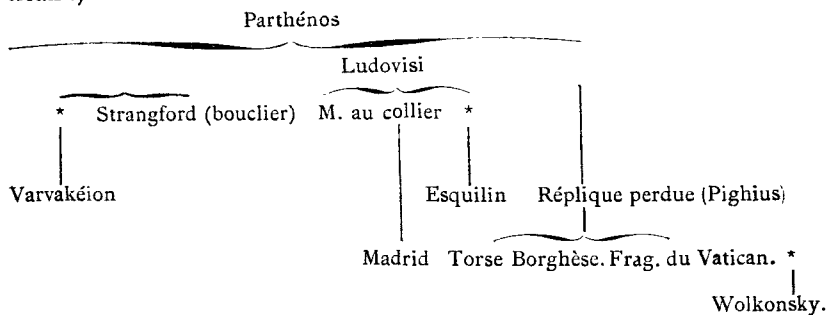 Parthénos
Ludovisi
* Strangford (bouclier) M. au collier *
Varvakéion Esquilin Réplique perdue (Pighius)
Madrid Torse Borghèse. Frag. du Vatican. *
Wolkonsky.